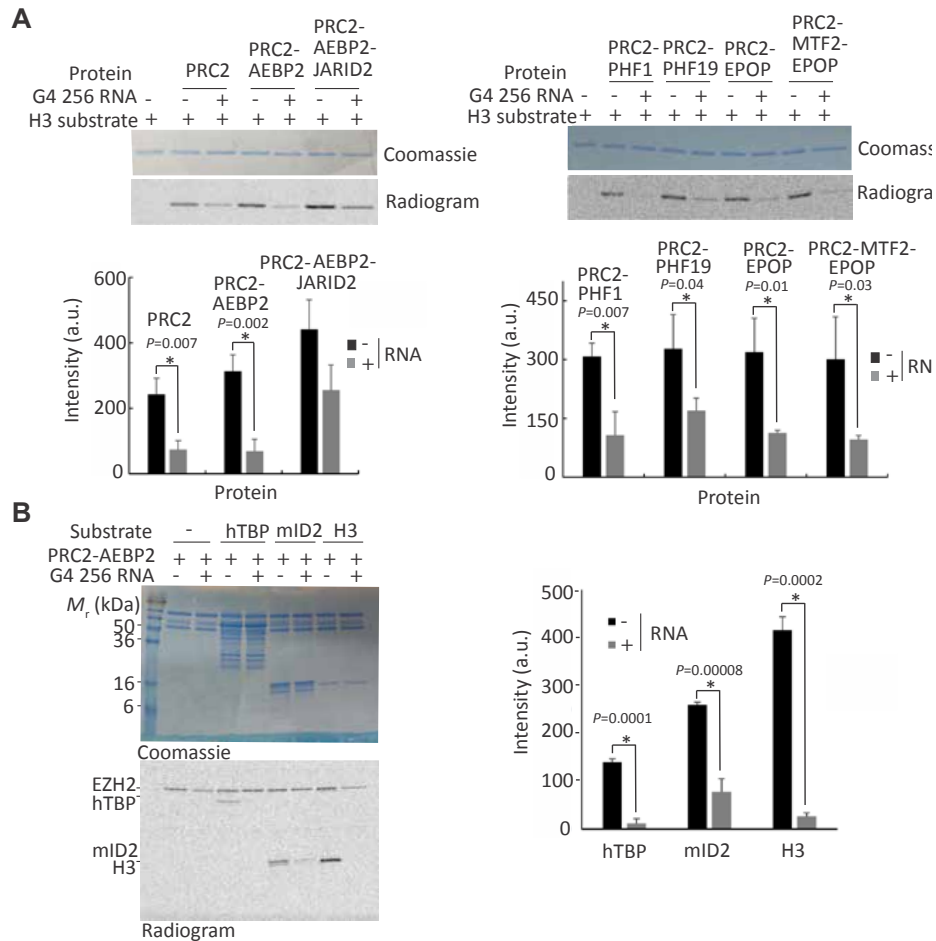 A
PRC2-
AEBP2-
JARID2
PRC2-
AEBP2
PRC2
Protein
G4 256 RNA - - + - + - +
H3 substrate + + + + + + +
Coomassie
Radiogram
PRC2-
PHF1
PRC2-
PHF19
PRC2-
EPOP
PRC2-
MTF2-
EPOP
Protein
G4 256 RNA - - + - + - + - +
H3 substrate + + + + + + + + +
Coomas
Radiogra
Intensity (a.u.)
600
400
200
0
PRC2
P=0.007
*
PRC2-
AEBP2
P=0.002
*
PRC2-AEBP2-
JARID2
-
+
RNA
Protein
Intensity (a.u.)
450
300
150
0
PRC2-
PHF1
P=0.007
*
PRC2-
PHF19
P=0.04
*
PRC2-
EPOP
P=0.01
*
PRC2-MTF2-
EPOP
P=0.03
*
-
+
RN
Protein
B
Substrate - hTBP mID2 H3
PRC2-AEBP2 + + + + + + + +
G4 256 RNA - + - + - + - +
Mr (kDa)
50
36
16
6
Coomassie
EZH2
hTBP
mID2
H3
Radiogram
Intensity (a.u.)
500
400
300
200
100
0
-
+
RNA
P=0.0001
*
P=0.00008
*
P=0.0002
*
hTBP mID2 H3